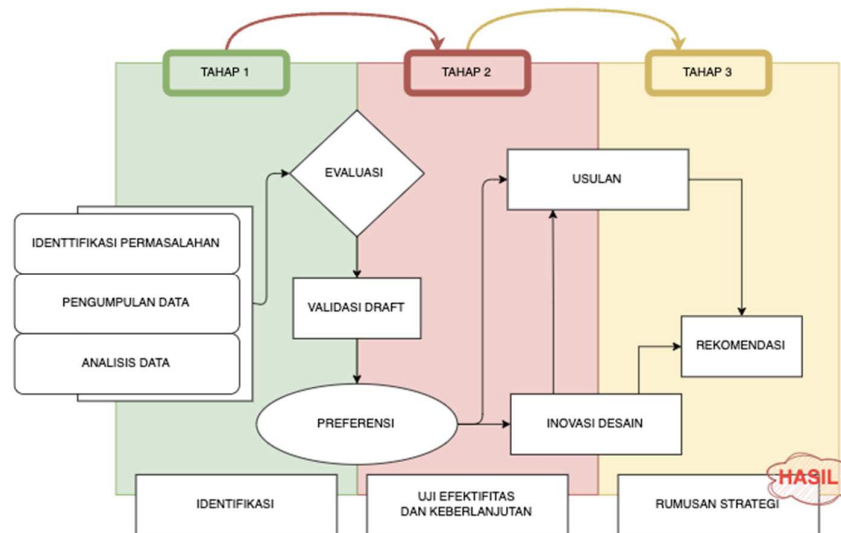 TAHAP 1
TAHAP 2
TAHAP 3
EVALUASI
USULAN
IDENTTIFIKASI PERMASALAHAN
PENGUMPULAN DATA
VALIDASI DRAFT
ANALISIS DATA
REKOMENDASI
PREFERENSI
INOVASI DESAIN
HASIL
IDENTIFIKASI
UJI EFEKTIFITAS
DAN KEBERLANJUTAN
RUMUSAN STRATEGI